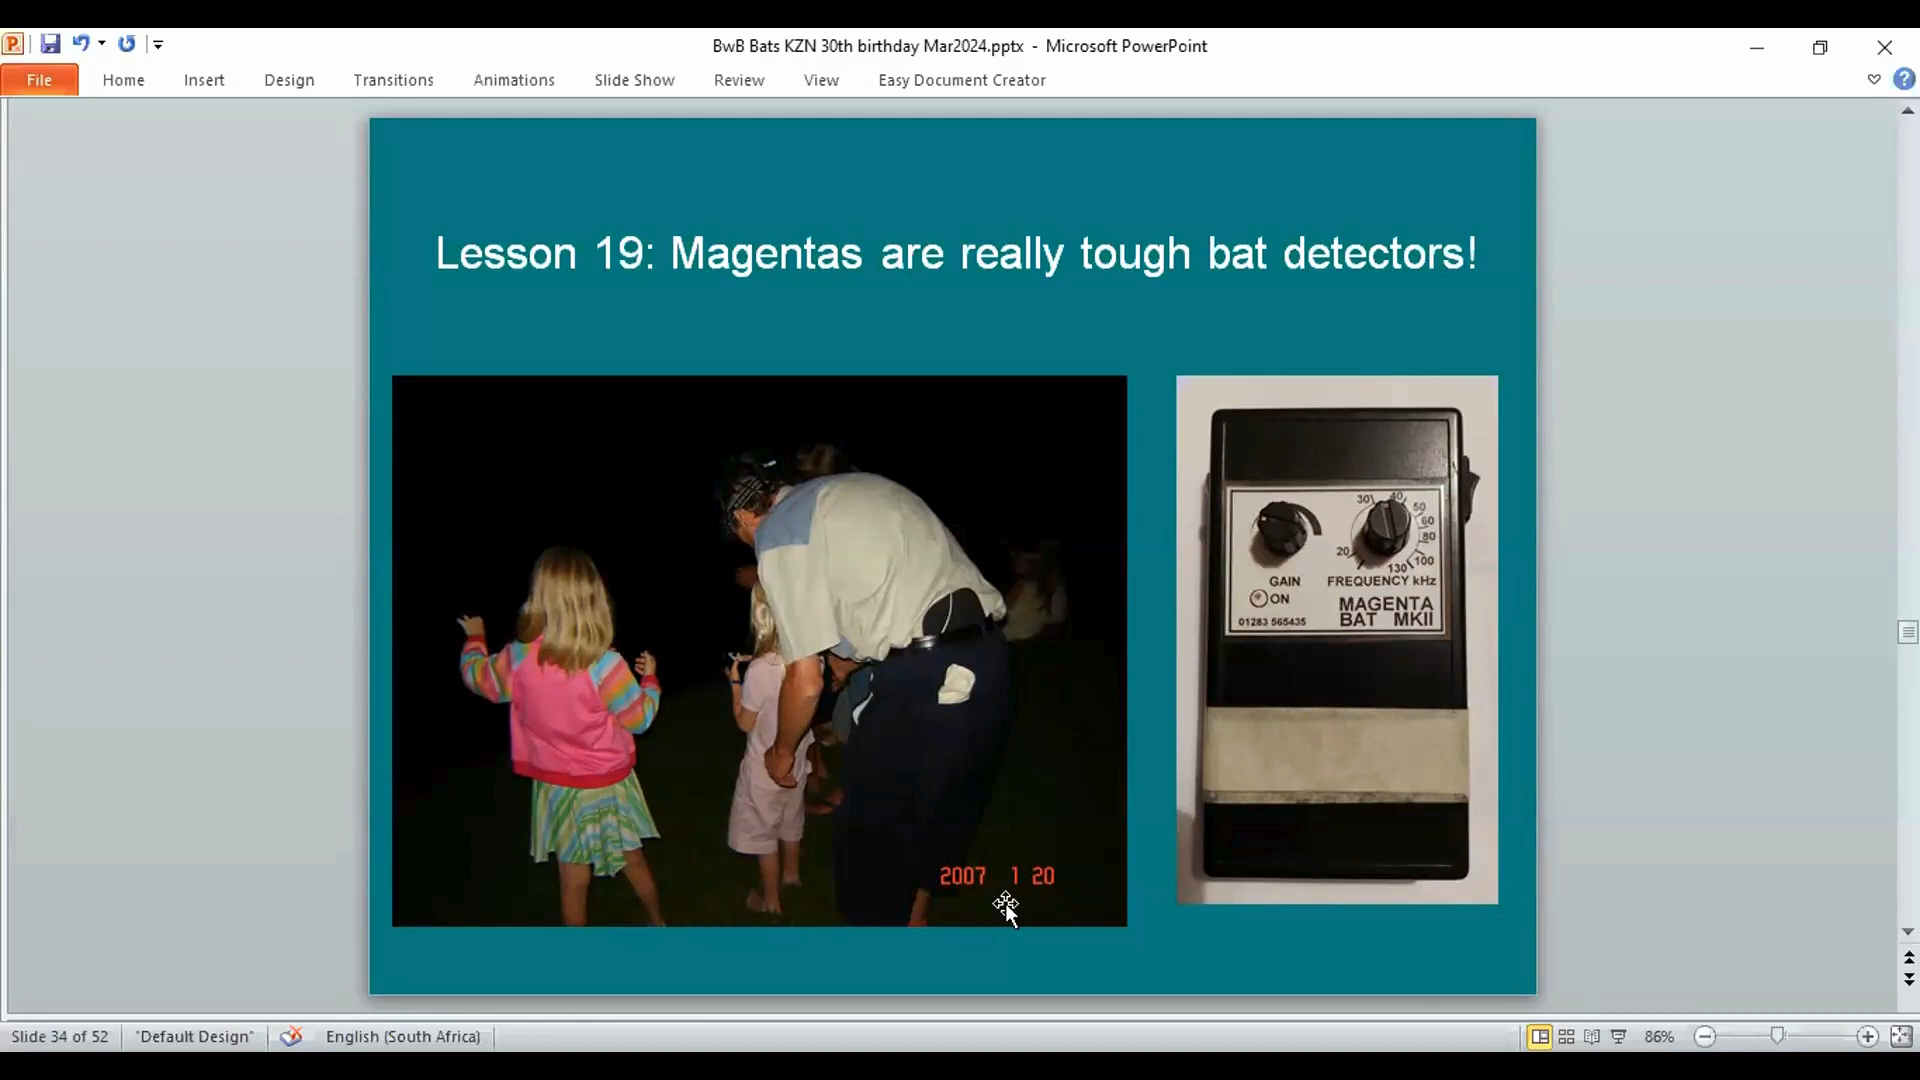 BwB Bats KZN 30th birthday Mar2024.pptx - Microsoft PowerPoint
File Home Insert Design Transitions Animations Slide Show Review View Easy Document Creator
Lesson 19: Magentas are really tough bat detectors!
30 40 50 60 80 100 130 20
GAIN FREQUENCY kHz
ON
MAGENTA
BAT MKII
01283 565435
2007 1 20
Slide 34 of 52 "Default Design" English (South Africa) 86%